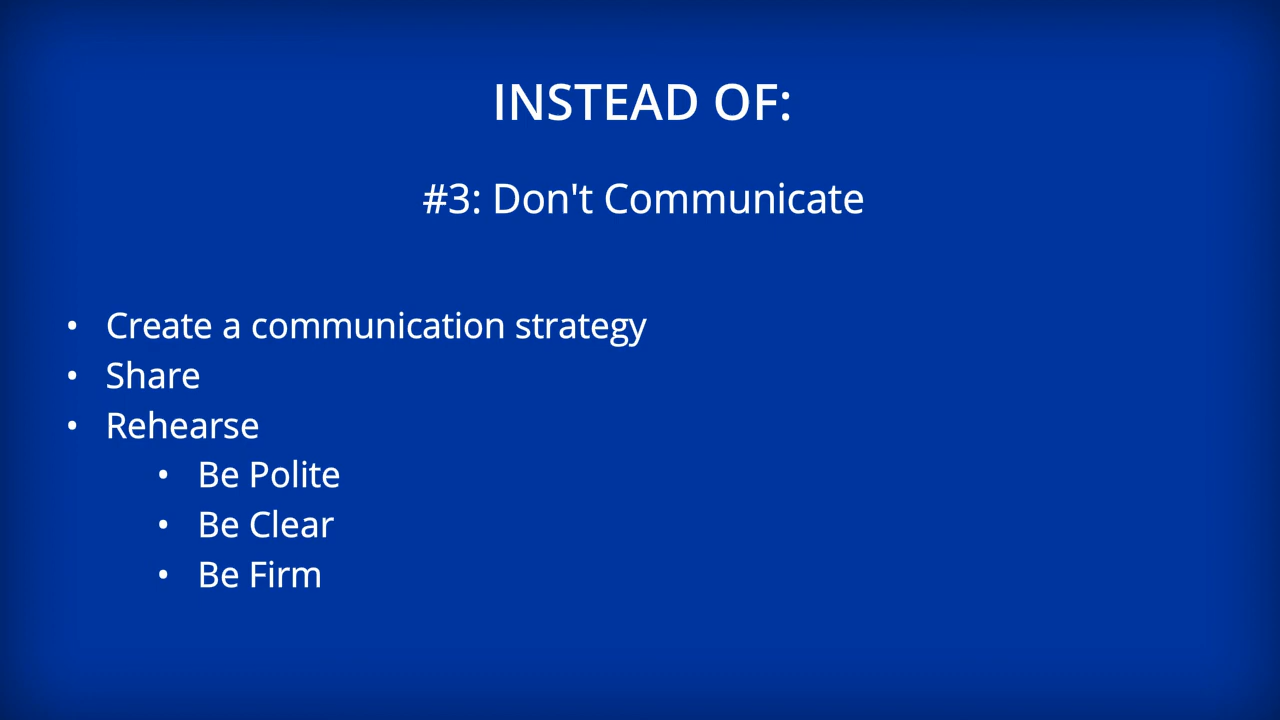 INSTEAD OF:
#3: Don't Communicate
• Create a communication strategy
• Share
• Rehearse
• Be Polite
• Be Clear
• Be Firm